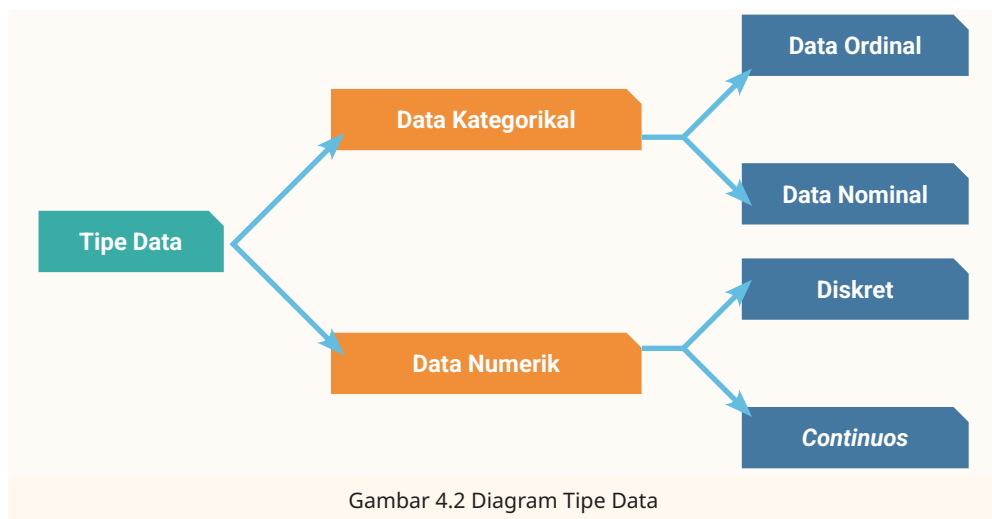 Tipe Data
Data Kategorikal
Data Ordinal
Data Nominal
Data Numerik
Diskret
Continuos
Gambar 4.2 Diagram Tipe Data